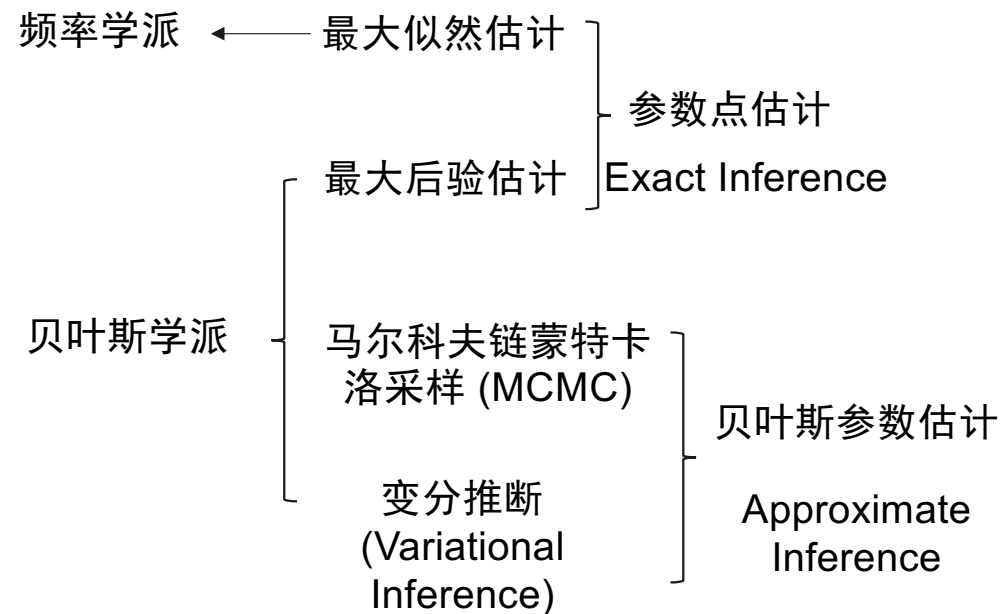 频率学派
最大似然估计
参数点估计
最大后验估计
Exact Inference
贝叶斯学派
马尔科夫链蒙特卡
洛采样 (MCMC)
贝叶斯参数估计
变分推断
(Variational
Inference)
Approximate
Inference